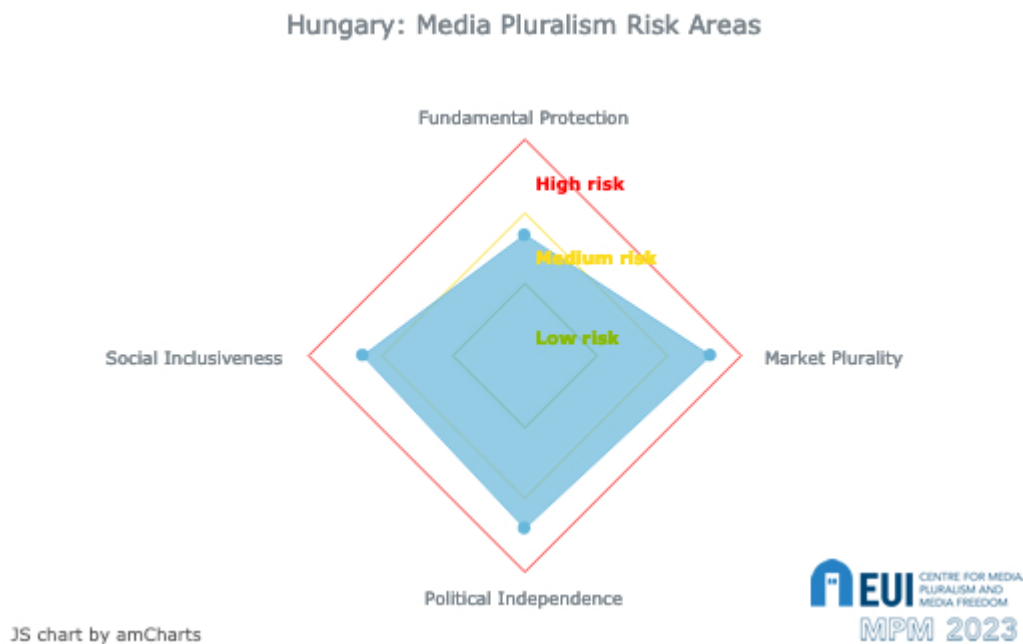 Hungary: Media Pluralism Risk Areas
Fundamental Protection
High risk
Medium risk
Low risk
Social Inclusiveness
Market Plurality
Political Independence
EUI
CENTRE FOR MEDIA
PLURALISM AND
MEDIA FREEDOM
MPM 2023
JS chart by amCharts